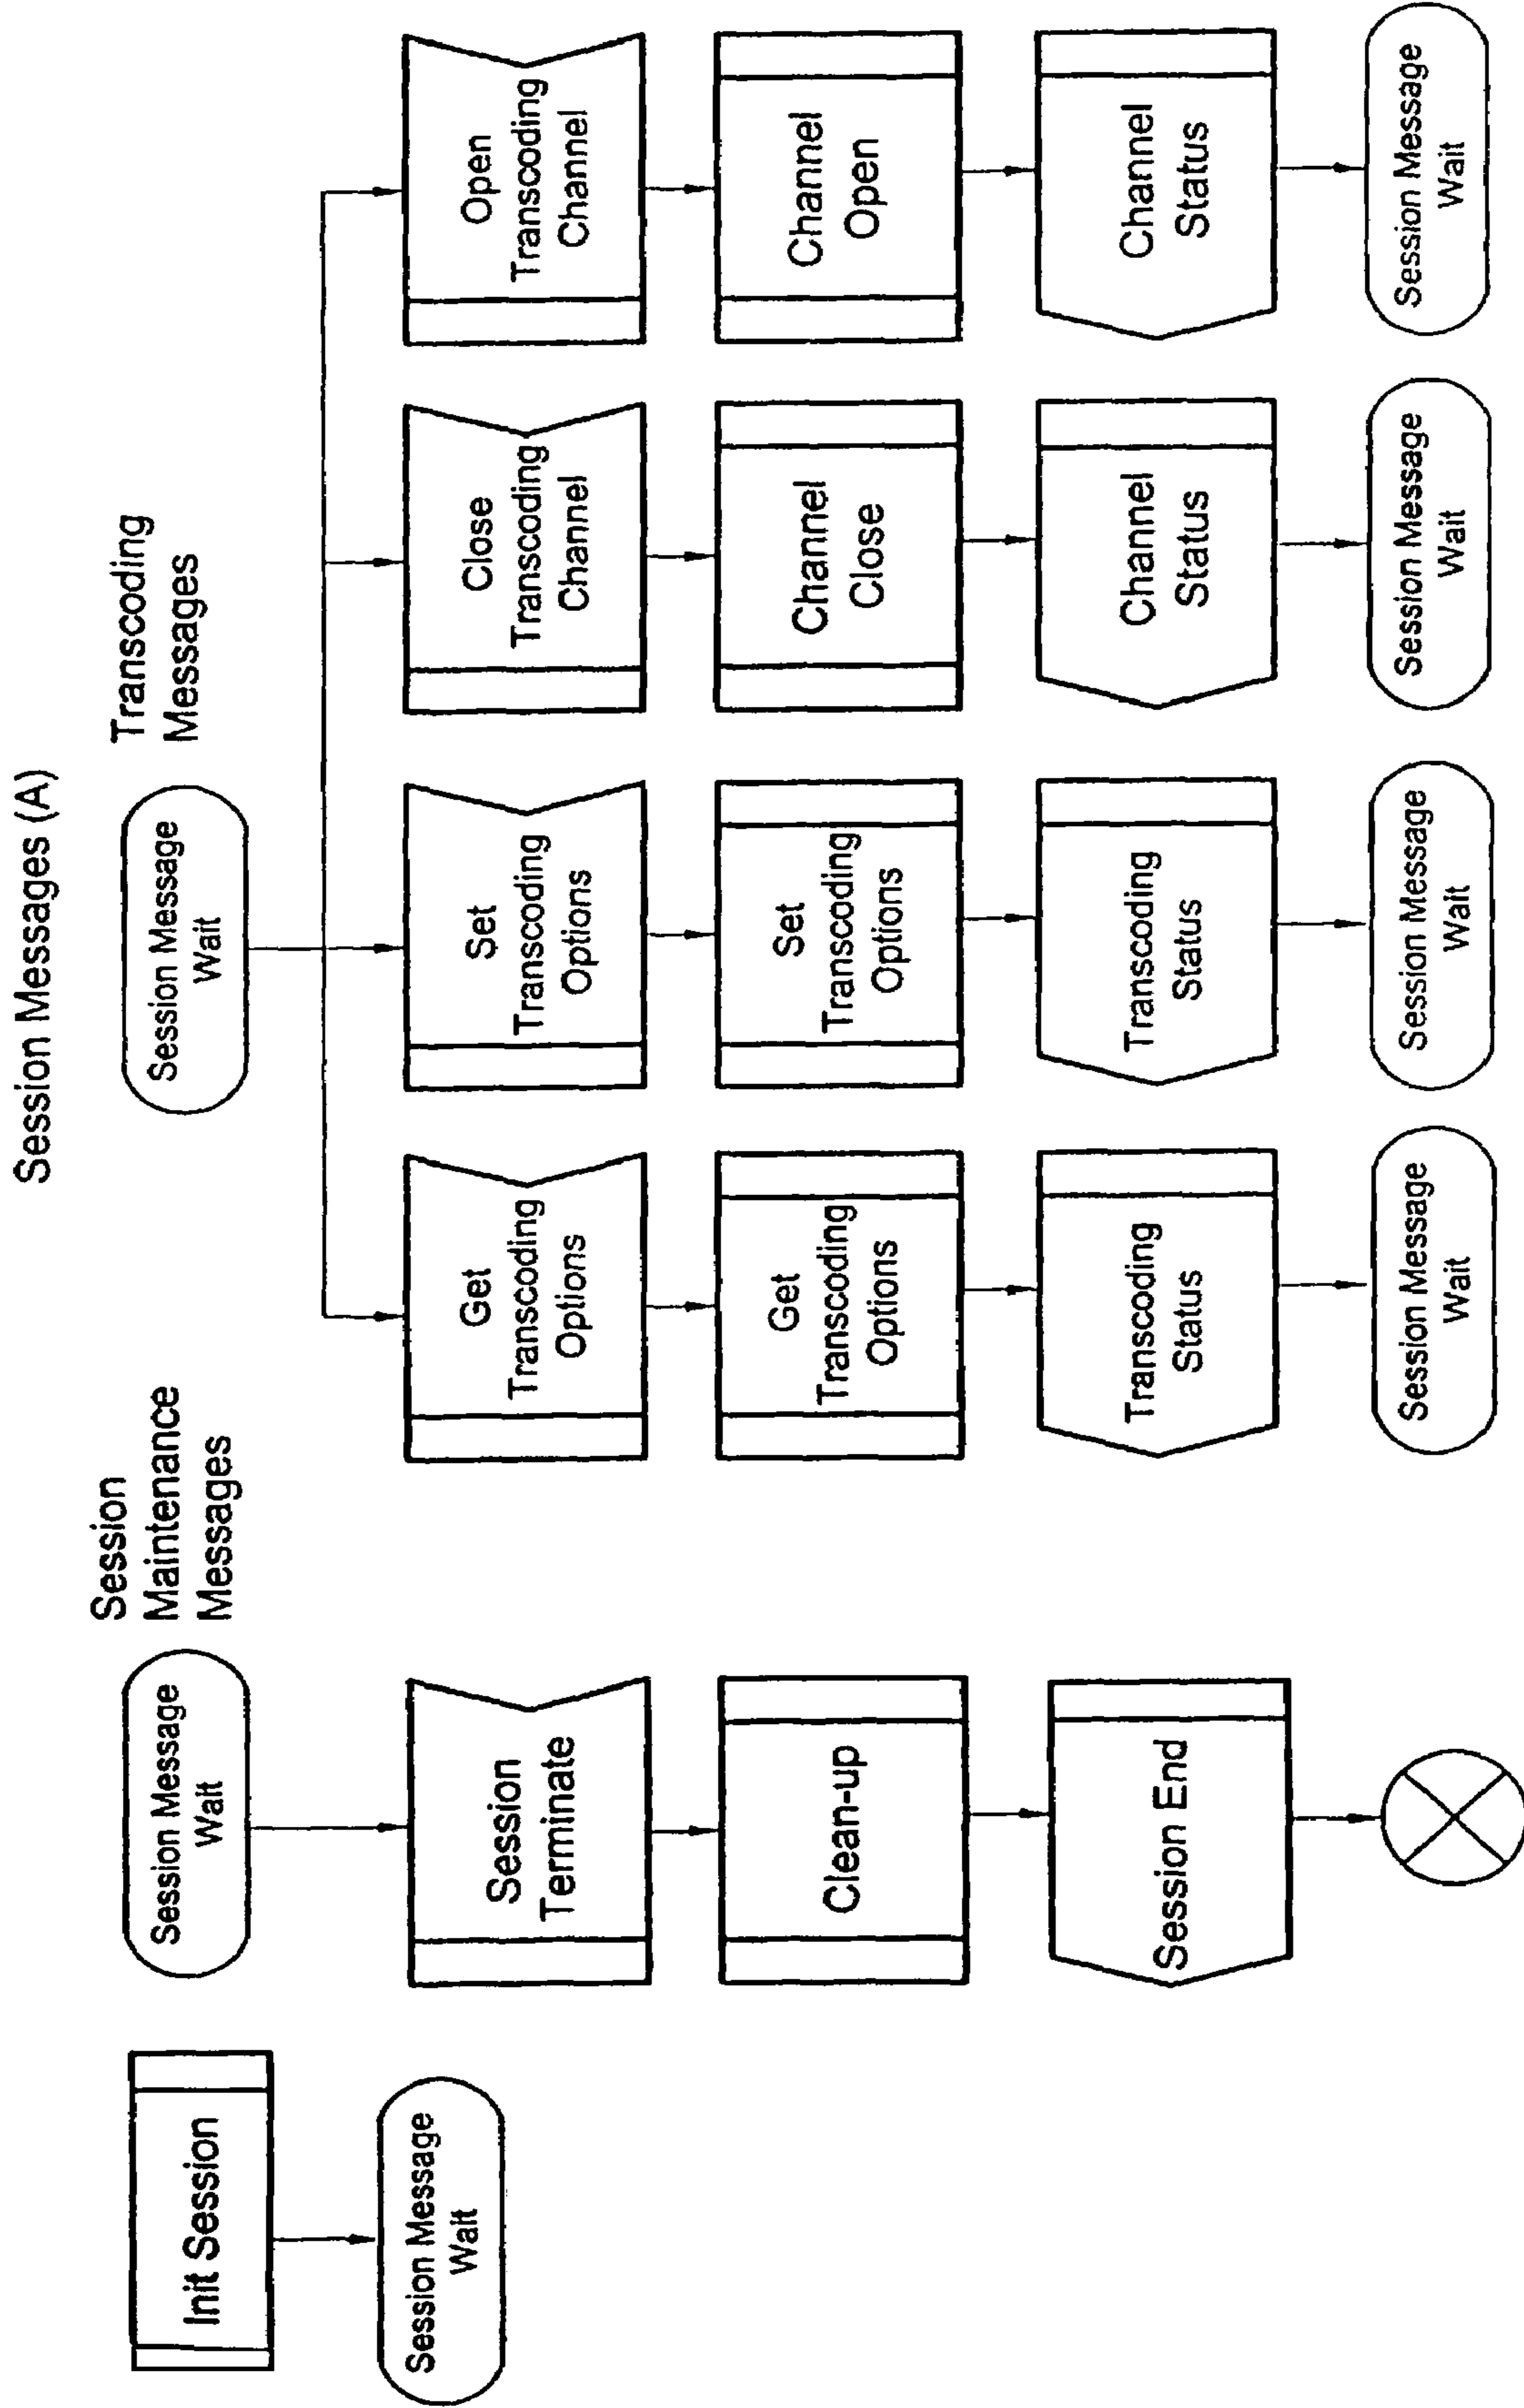 Session Messages (A)
Init Session
Session Message
Wait
Session
Maintenance
Messages
Session Message
Wait
Session
Terminate
Clean-up
Session End
Transcoding
Messages
Session Message
Wait
Get
Transcoding
Options
Get
Transcoding
Options
Transcoding
Status
Session Message
Wait
Set
Transcoding
Options
Set
Transcoding
Options
Transcoding
Status
Session Message
Wait
Close
Transcoding
Channel
Channel
Close
Channel
Status
Session Message
Wait
Open
Transcoding
Channel
Channel
Open
Channel
Status
Session Message
Wait